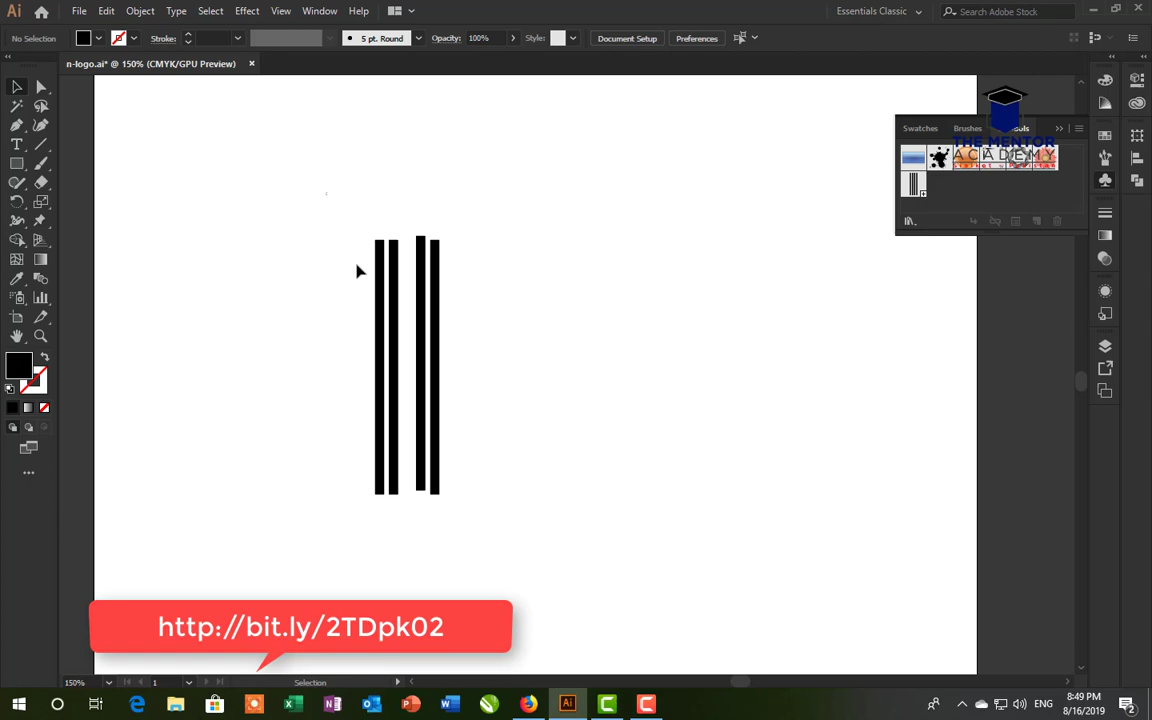 Ai File Edit Object Type Select Effect View Window Help Essentials Classic Search Adobe Stock
No Selection Stroke: 5 pt. Round Opacity: 100% Style: Document Setup Preferences
n-logo.ai* @ 150% (CMYK/GPU Preview)
Swatches Brushes
THE MENTOR
ACADEMY
http://bit.ly/2TDpk02
150% 1 Selection
ENG 8:49 PM
8/16/2019
2